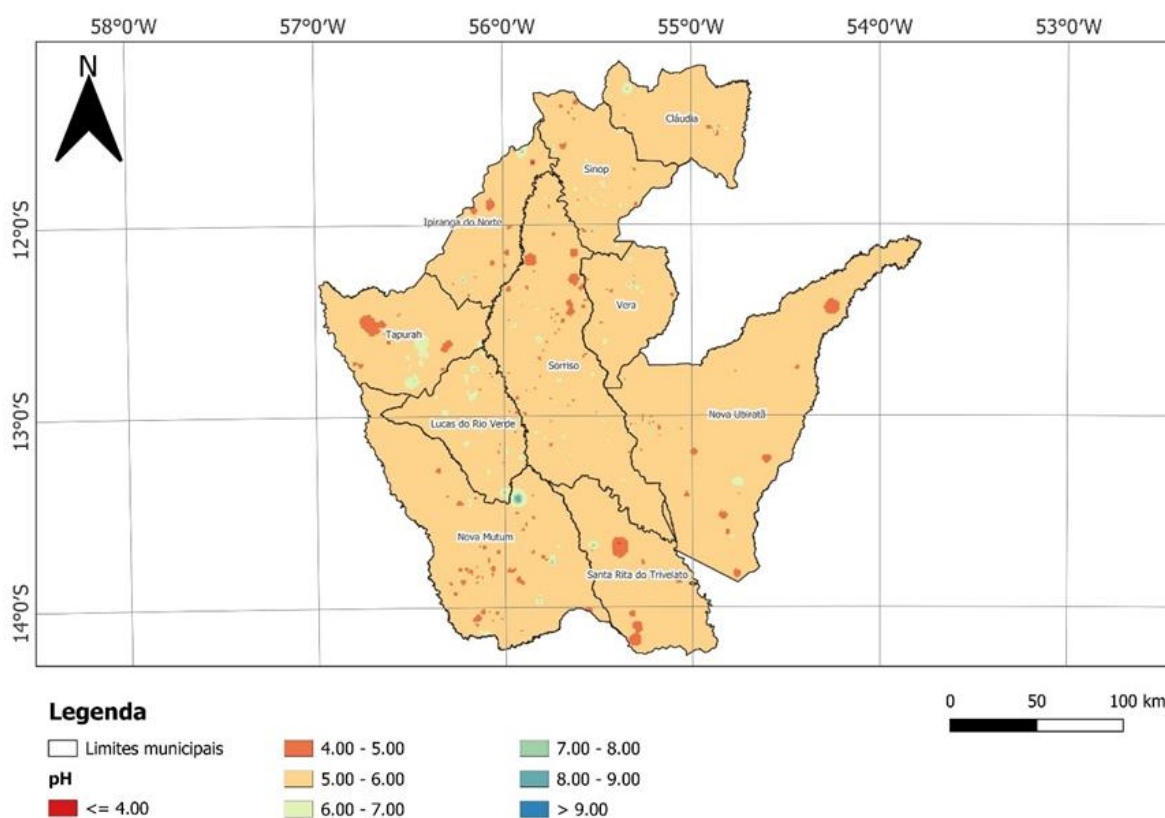 58°0'W 57°0'W 56°0'W 55°0'W 54°0'W 53°0'W
N
Cláudia
Sinop
Ipiranga do Norte
12°0'S
Vera
Tapurah
Sorriso
Nova Ubiratã
13°0'S
Lucas do Rio Verde
Nova Mutum
Santa Rita do Trivelato
14°0'S
Legenda
Limites municipais
pH
<= 4.00
4.00 - 5.00
5.00 - 6.00
6.00 - 7.00
7.00 - 8.00
8.00 - 9.00
> 9.00
0 50 100 km